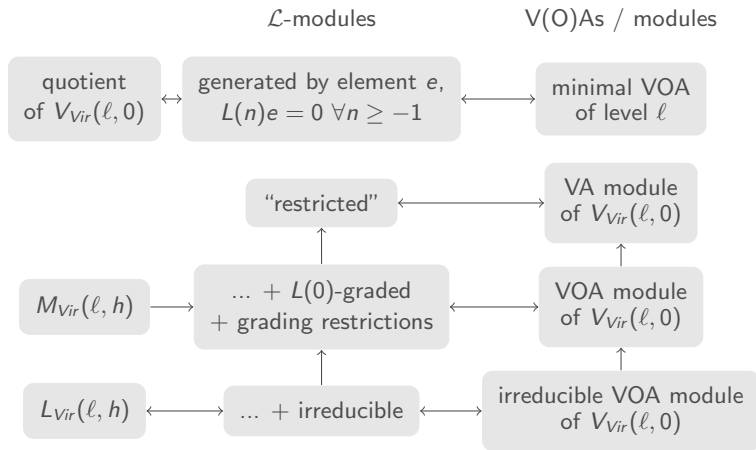 ℒ-modules
V(O)As / modules
quotient
of V_Vir(ℓ, 0)
generated by element e,
L(n)e = 0 ∀n ≥ −1
minimal VOA
of level ℓ
“restricted”
VA module
of V_Vir(ℓ, 0)
M_Vir(ℓ, h)
... + L(0)-graded
+ grading restrictions
VOA module
of V_Vir(ℓ, 0)
L_Vir(ℓ, h)
... + irreducible
irreducible VOA module
of V_Vir(ℓ, 0)